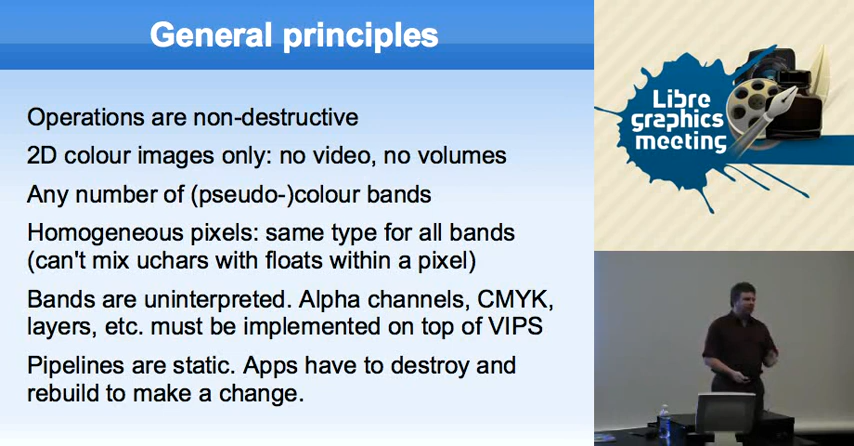 General principles
Operations are non-destructive
2D colour images only: no video, no volumes
Any number of (pseudo-)colour bands
Homogeneous pixels: same type for all bands
(can't mix uchars with floats within a pixel)
Bands are uninterpreted. Alpha channels, CMYK,
layers, etc. must be implemented on top of VIPS
Pipelines are static. Apps have to destroy and
rebuild to make a change.
Libre
graphics
meeting